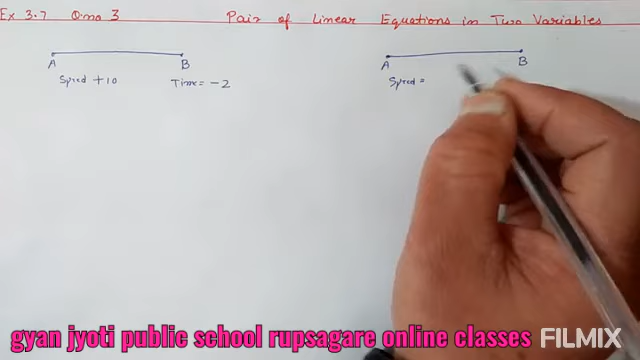 Ex 3.7 Q.no 3 Pair of Linear Equations in Two Variables
A B A B
Speed +10 Time = -2 Speed =
gyan jyoti public school rupsagare online classes FILMIX